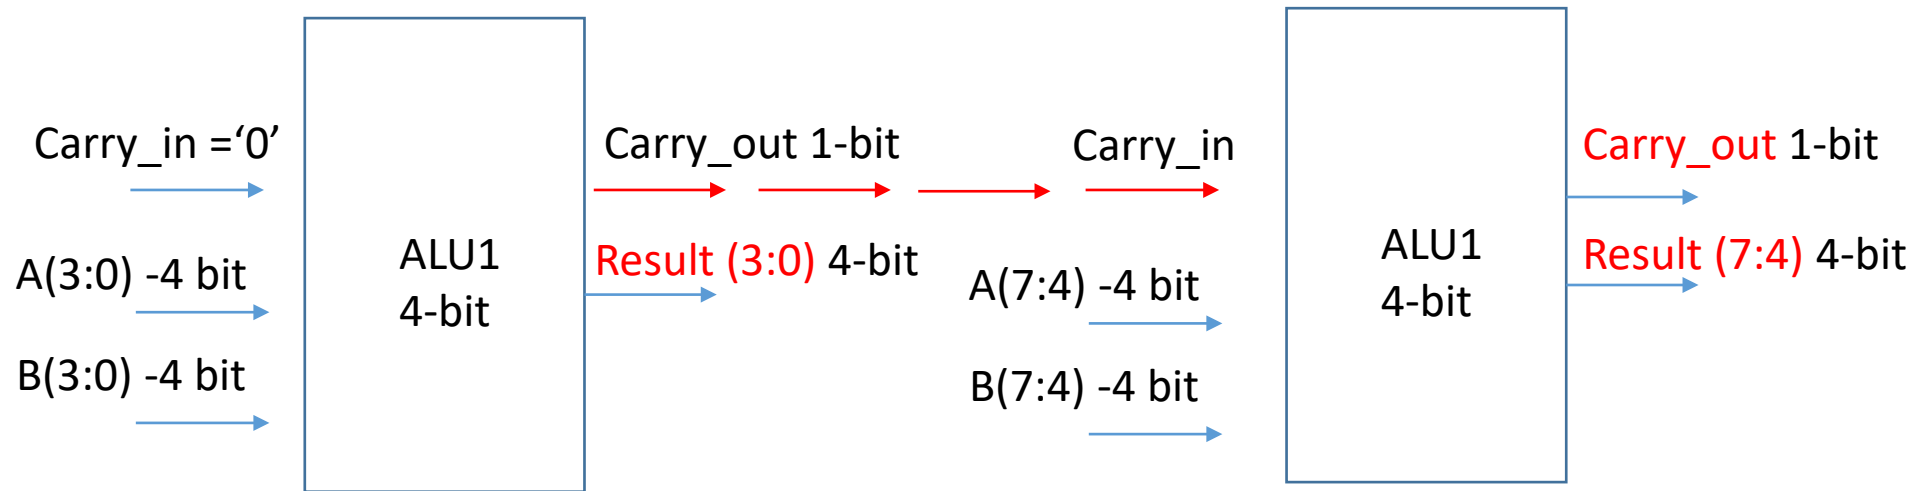 Carry_in =‘0’
A(3:0) -4 bit
B(3:0) -4 bit
ALU1
4-bit
Carry_out 1-bit
Result (3:0) 4-bit
Carry_in
A(7:4) -4 bit
B(7:4) -4 bit
ALU1
4-bit
Carry_out 1-bit
Result (7:4) 4-bit